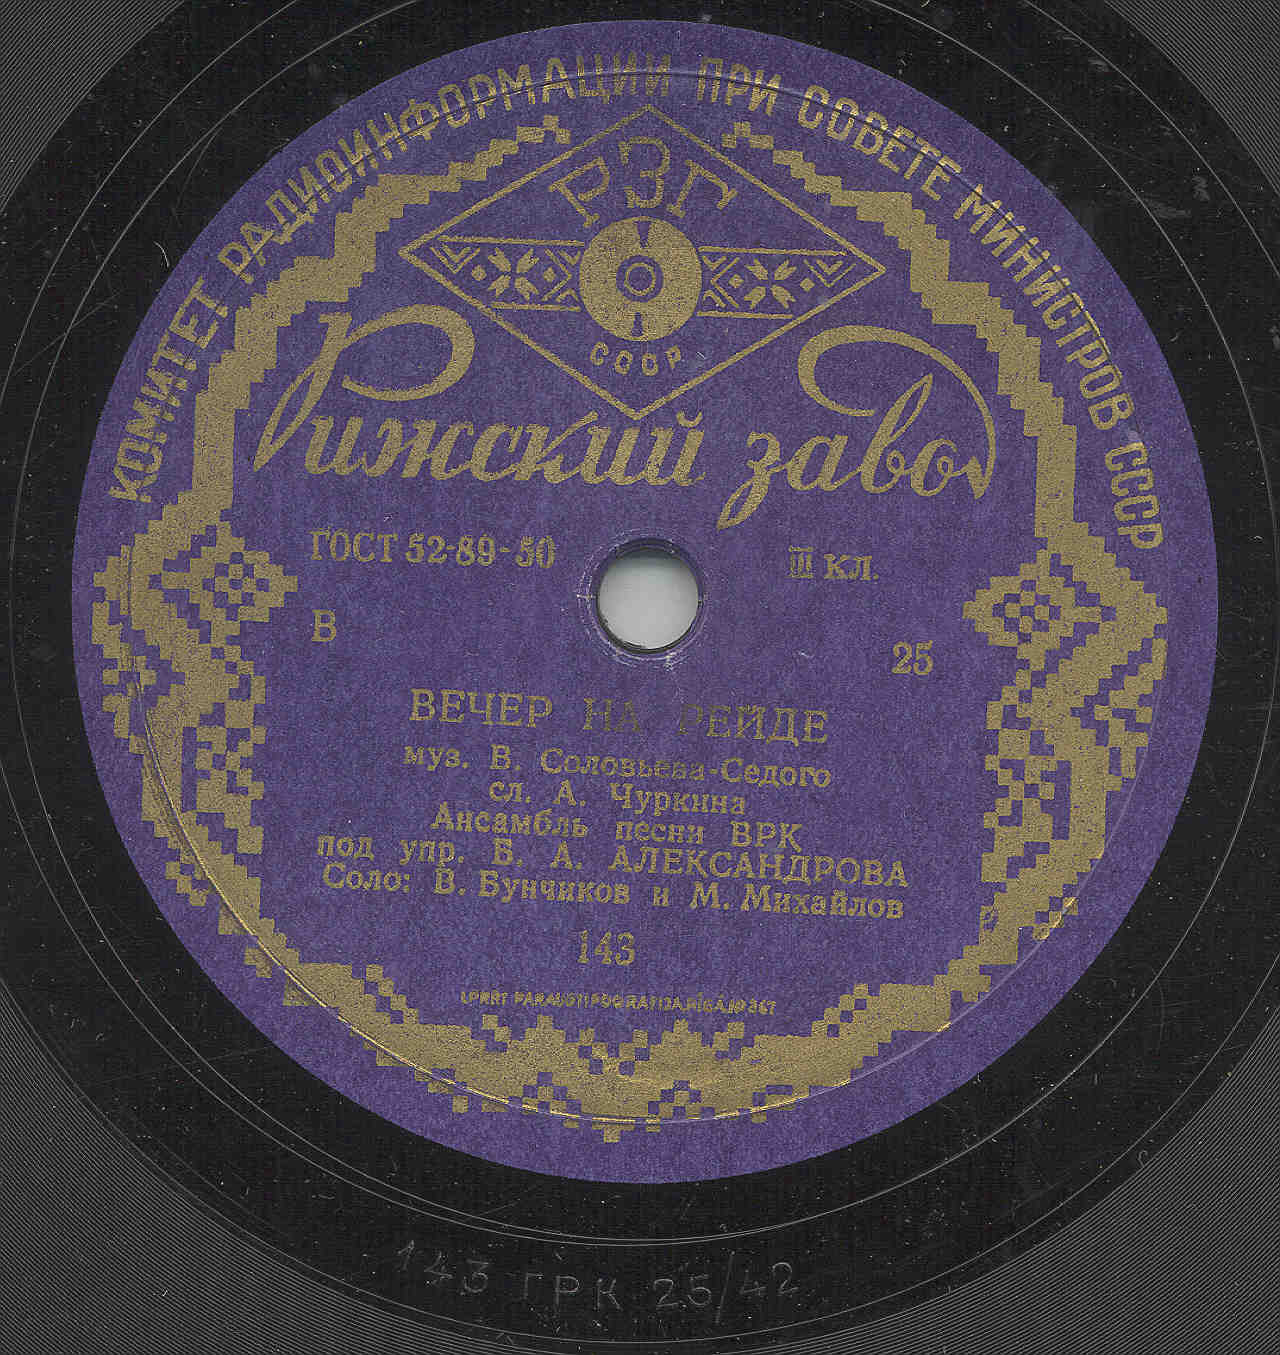 КОМИТЕТ РАДИОИНФОРМАЦИИ ПРИ СОВЕТЕ МИНИСТРОВ СССР
РЗГ
СССР
Рижский завод
ГОСТ 52-89-50
III КЛ.
В
25
ВЕЧЕР НА РЕЙДЕ
муз. В. Соловьева-Седого
сл. А. Чуркина
Ансамбль песни ВРК
под упр. Б. А. АЛЕКСАНДРОВА
Соло: В. Бунчиков и М. Михайлов
143
143 ГРК 25/42